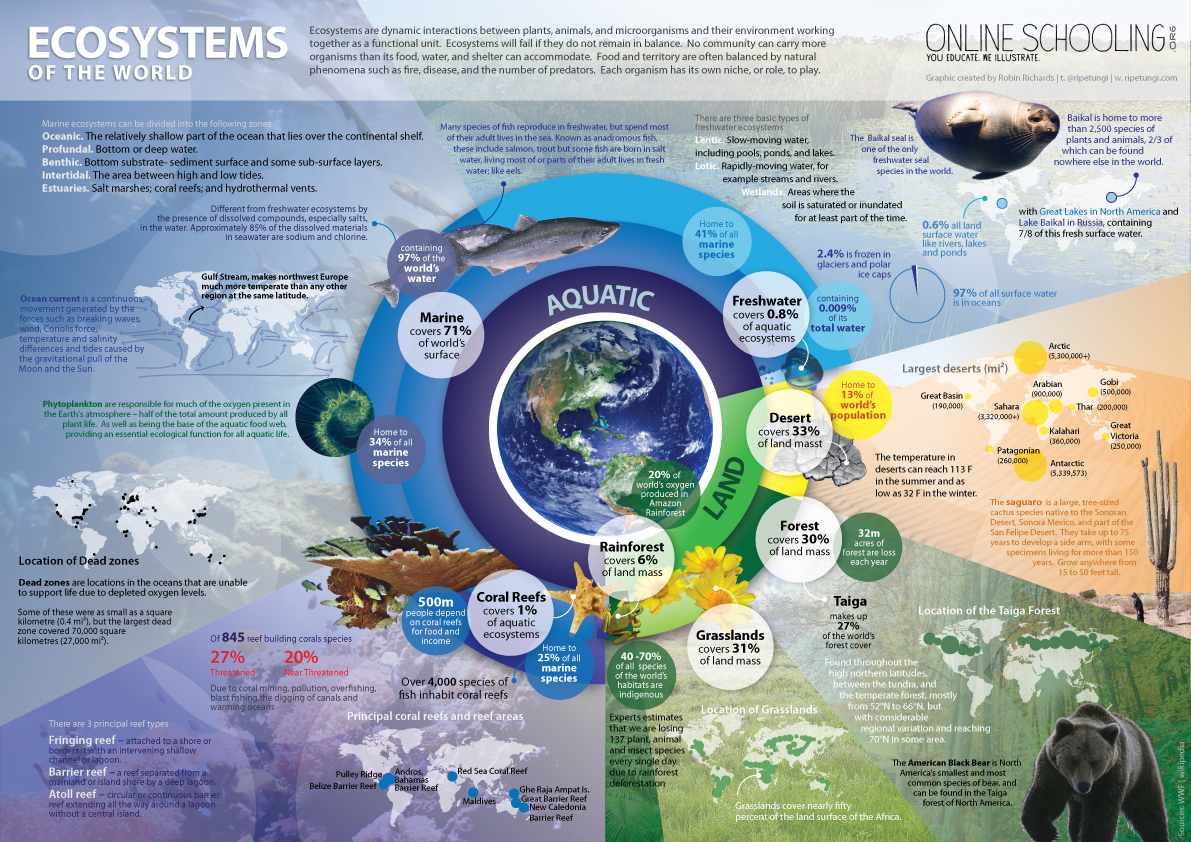 ECOSYSTEMS
OF THE WORLD
Ecosystems are dynamic interactions between plants, animals, and microorganisms and their environment working
together as a functional unit. Ecosystems will fail if they do not remain in balance. No community can carry more
organisms than its food, water, and shelter can accommodate. Food and territory are often balanced by natural
phenomena such as fire, disease, and the number of predators. Each organism has its own niche, or role, to play.
ONLINE SCHOOLING
.ORG
YOU EDUCATE. WE ILLUSTRATE.
Graphic created by Robin Richards | t. @ripetungi | w. ripetungi.com
Marine ecosystems can be divided into the following zones
Oceanic. The relatively shallow part of the ocean that lies over the continental shelf.
Profundal. Bottom or deep water.
Benthic. Bottom substrate- sediment surface and some sub-surface layers.
Intertidal. The area between high and low tides.
Estuaries. Salt marshes; coral reefs; and hydrothermal vents.
Different from freshwater ecosystems by
the presence of dissolved compounds, especially salts,
in the water. Approximately 85% of the dissolved materials
in seawater are sodium and chlorine.
Many species of fish reproduce in freshwater, but spend most
of their adult lives in the sea. Known as anadromous fish,
these include salmon, trout but some fish are born in salt
water, living most of or parts of their adult lives in fresh
water; like eels.
There are three basic types of
freshwater ecosystems
Lentic. Slow-moving water,
including pools, ponds, and lakes.
Lotic. Rapidly-moving water, for
example streams and rivers.
Wetlands. Areas where the
soil is saturated or inundated
for at least part of the time.
The Baikal seal is
one of the only
freshwater seal
species in the world.
Baikal is home to more
than 2,500 species of
plants and animals, 2/3 of
which can be found
nowhere else in the world.
with Great Lakes in North America and
Lake Baikal in Russia, containing
7/8 of this fresh surface water.
0.6% all land
surface water
like rivers, lakes
and ponds
2.4% is frozen in
glaciers and polar
ice caps
97% of all surface water
is in oceans
containing
97% of the
world's
water
Home to
41% of all
marine
species
Gulf Stream, makes northwest Europe
much more temperate than any other
region at the same latitude.
Ocean current is a continuous,
movement generated by the
forces such as breaking waves,
wind, Coriolis force,
temperature and salinity
differences and tides caused by
the gravitational pull of the
Moon and the Sun.
AQUATIC
Marine
covers 71%
of world's
surface
Freshwater
covers 0.8%
of aquatic
ecosystems
containing
0.009%
of its
total water
Phytoplankton are responsible for much of the oxygen present in
the Earth's atmosphere – half of the total amount produced by all
plant life. As well as being the base of the aquatic food web,
providing an essential ecological function for all aquatic life.
Home to
34% of all
marine
species
Home to
13% of
world's
population
Desert
covers 33%
of land masst
LAND
Largest deserts (mi²)
Arctic
(5,300,000+)
Arabian
(900,000)
Gobi
(500,000)
Great Basin
(190,000)
Sahara
(3,320,000+)
Thar (200,000)
Kalahari
(360,000)
Great
Victoria
(250,000)
Patagonian
(260,000)
Antarctic
(5,339,573)
The temperature in
deserts can reach 113 F
in the summer and as
low as 32 F in the winter.
The saguaro is a large, tree-sized
cactus species native to the Sonoran
Desert, Sonora Mexico, and part of the
San Felipe Desert. They take up to 75
years to develop a side arm, with some
specimens living for more than 150
years. Grow anywhere from
15 to 50 feet tall.
20% of
world's oxygen
produced in
Amazon
Rainforest
Forest
covers 30%
of land mass
32m
acres of
forest are loss
each year
Rainforest
covers 6%
of land mass
Location of Dead zones
Dead zones are locations in the oceans that are unable
to support life due to depleted oxygen levels.
Some of these were as small as a square
kilometre (0.4 mi²), but the largest dead
zone covered 70,000 square
kilometres (27,000 mi²).
500m
people depend
on coral reefs
for food and
income
Coral Reefs
covers 1%
of aquatic
ecosystems
Home to
25% of all
marine
species
Grasslands
covers 31%
of land mass
Taiga
makes up
27%
of the world's
forest cover
Location of the Taiga Forest
Found throughout the
high northern latitudes,
between the tundra, and
the temperate forest, mostly
from 52°N to 66°N, but
with considerable
regional variation and reaching
70°N in some area.
The American Black Bear is North
America's smallest and most
common species of bear, and
can be found in the Taiga
forest of North America.
Of 845 reef building corals species
27%
Threatened
20%
Near Threatened
Due to coral mining, pollution, overfishing,
blast fishing,the digging of canals and
warming oceans
Over 4,000 species of
fish inhabit coral reefs
40 -70%
of all species
of the world's
habitats are
indigenous
Experts estimates
that we are losing
137 plant, animal
and insect species
every single day
due to rainforest
deforestation
Location of Grasslands
Grasslands cover nearly fifty
percent of the land surface of the Africa.
There are 3 principal reef types
Fringing reef – attached to a shore or
borders it with an intervening shallow
channel or lagoon.
Barrier reef – a reef separated from a
mainland or island shore by a deep lagoon.
Atoll reef – circular or continuous barrier
reef extending all the way around a lagoon
without a central island.
Principal coral reefs and reef areas
Pulley Ridge
Belize Barrier Reef
Andros,
Bahamas
Barrier Reef
Red Sea Coral Reef
Maldives
Ghe Raja Ampat Is.
Great Barrier Reef
New Caledonia
Barrier Reef
Sources: WWF | wikipedia